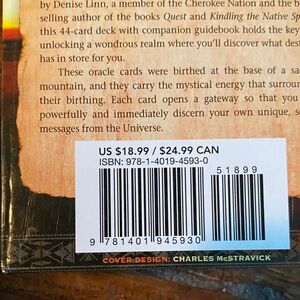 by Denise Linn, a member of the Cherokee Nation and the b
selling author of the books Quest and Kindling the Native Sp
this 44-card deck with companion guidebook holds the key
unlocking a wondrous realm where you'll discover what des
has in store for you.
These oracle cards were birthed at the base of a sa
mountain, and they carry the mystical energy that surroun
their birthing. Each card opens a gateway so that you
powerfully and immediately discern your own unique, s
messages from the Universe.
US $18.99 / $24.99 CAN
ISBN: 978-1-4019-4593-0
51899
9 781401 945930
COVER DESIGN: CHARLES McSTRAVICK